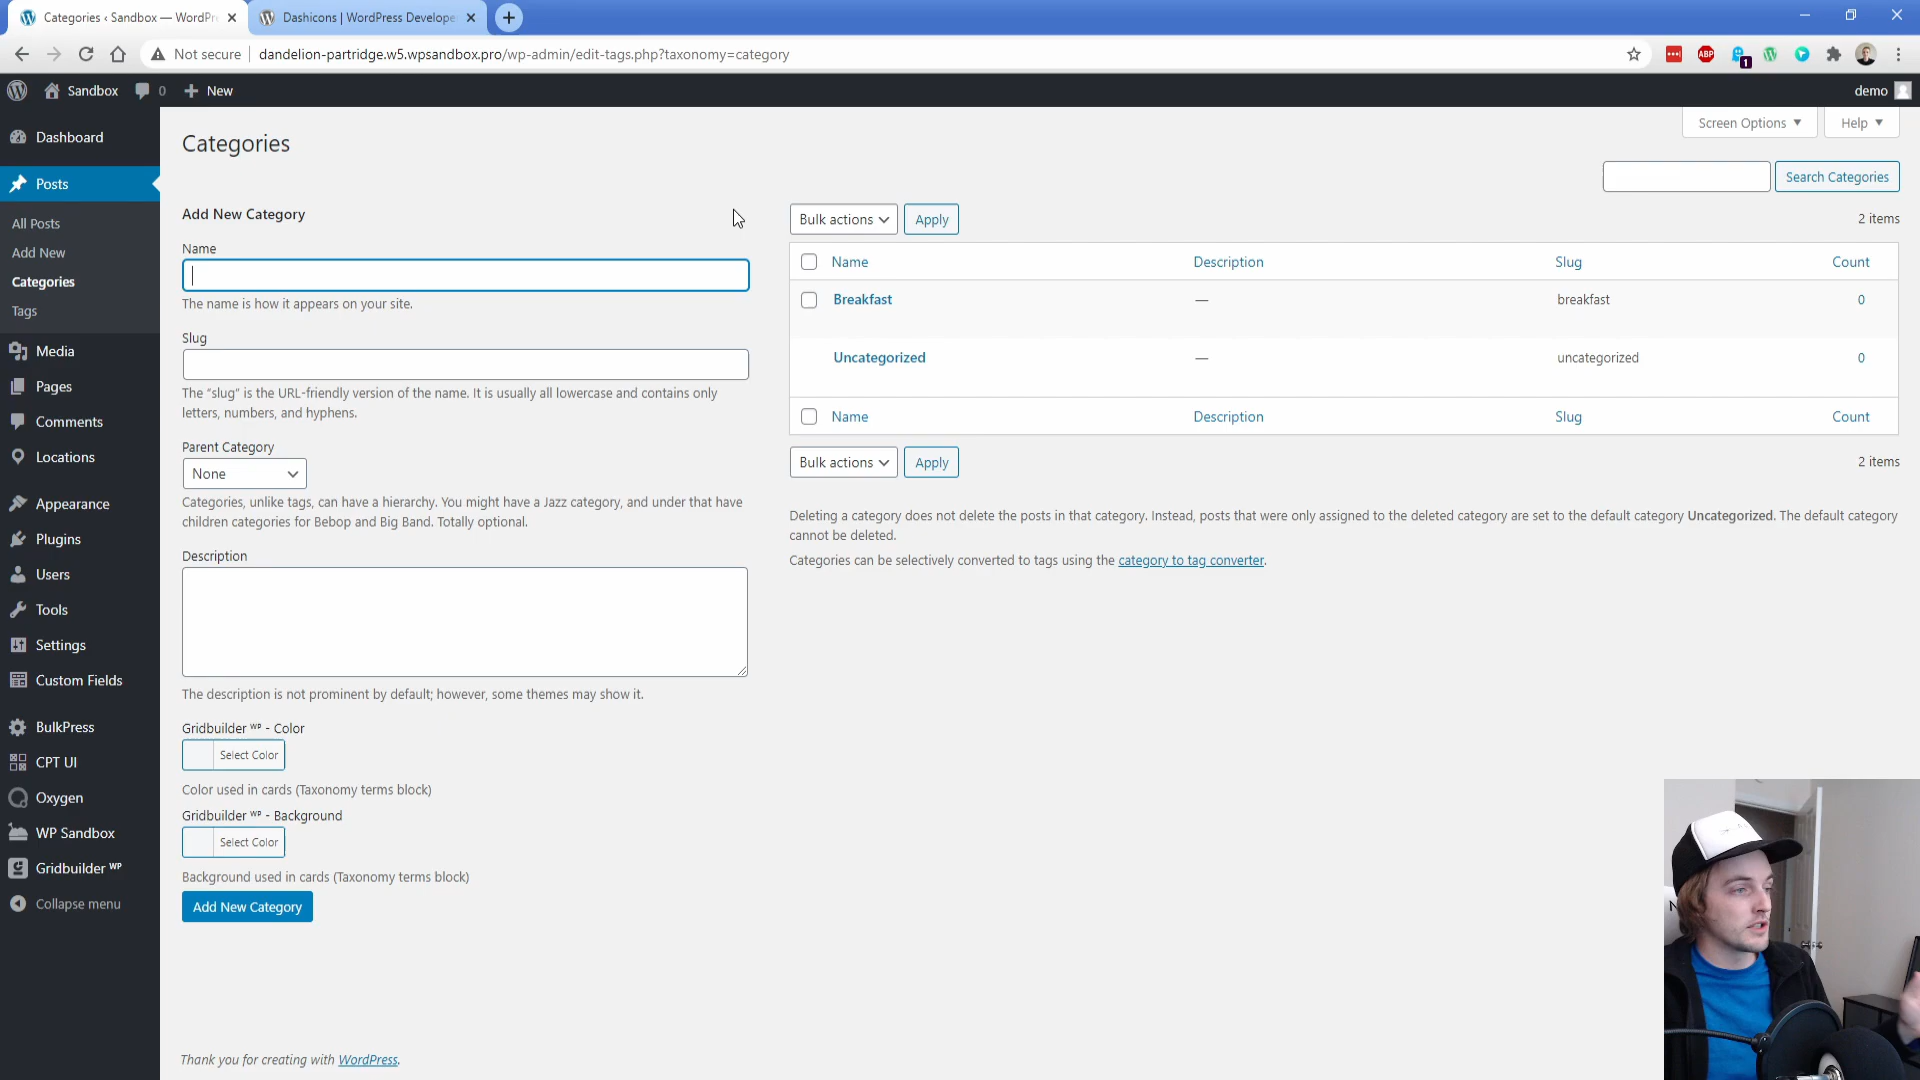 Categories ‹ Sandbox — WordPr
Dashicons | WordPress Develope
Not secure
dandelion-partridge.w5.wpsandbox.pro/wp-admin/edit-tags.php?taxonomy=category
ABP
1
Sandbox
0
New
demo
Dashboard
Posts
All Posts
Add New
Categories
Tags
Media
Pages
Comments
Locations
Appearance
Plugins
Users
Tools
Settings
Custom Fields
BulkPress
CPT UI
Oxygen
WP Sandbox
Gridbuilder ᵂᴾ
Collapse menu
Screen Options
Help
Categories
Search Categories
Add New Category
Name
The name is how it appears on your site.
Slug
The “slug” is the URL-friendly version of the name. It is usually all lowercase and contains only
letters, numbers, and hyphens.
Parent Category
None
Categories, unlike tags, can have a hierarchy. You might have a Jazz category, and under that have
children categories for Bebop and Big Band. Totally optional.
Description
The description is not prominent by default; however, some themes may show it.
Gridbuilder ᵂᴾ - Color
Select Color
Color used in cards (Taxonomy terms block)
Gridbuilder ᵂᴾ - Background
Select Color
Background used in cards (Taxonomy terms block)
Add New Category
Bulk actions
Apply
2 items
Name Description Slug Count
Breakfast — breakfast 0
Uncategorized — uncategorized 0
Name Description Slug Count
Bulk actions
Apply
2 items
Deleting a category does not delete the posts in that category. Instead, posts that were only assigned to the deleted category are set to the default category Uncategorized. The default category
cannot be deleted.
Categories can be selectively converted to tags using the category to tag converter.
Thank you for creating with WordPress.